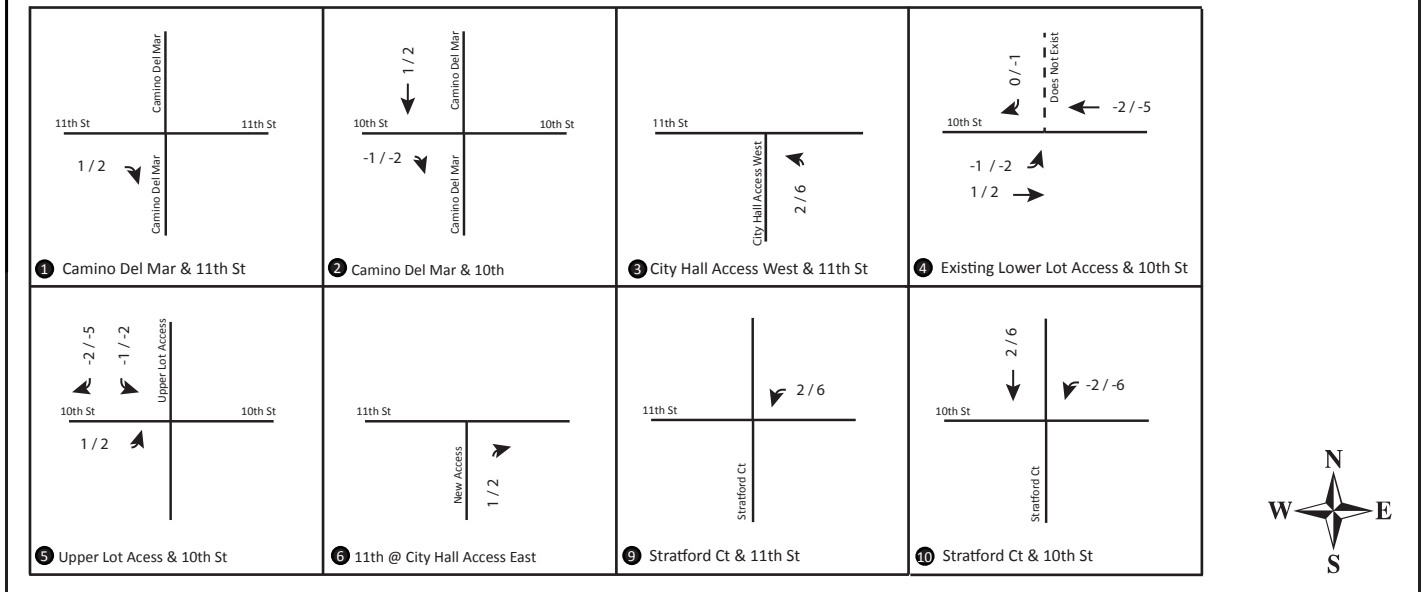 Camino Del Mar
11th St
11th St
1 / 2
Camino Del Mar
1 Camino Del Mar & 11th St
1 / 2
Camino Del Mar
10th St
10th St
-1 / -2
Camino Del Mar
2 Camino Del Mar & 10th
11th St
City Hall Access West
2 / 6
3 City Hall Access West & 11th St
0 / -1
Does Not Exist
-2 / -5
10th St
-1 / -2
1 / 2
4 Existing Lower Lot Access & 10th St
-2 / -5
-1 / -2
Upper Lot Access
10th St
10th St
1 / 2
5 Upper Lot Acess & 10th St
11th St
New Access
1 / 2
6 11th @ City Hall Access East
2 / 6
11th St
Stratford Ct
9 Stratford Ct & 11th St
2 / 6
-2 / -6
10th St
Stratford Ct
10 Stratford Ct & 10th St
N
W E
S